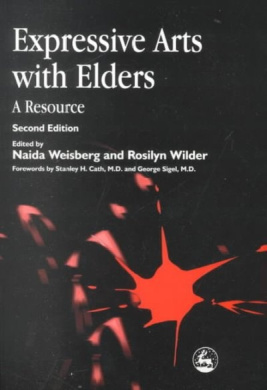 Expressive Arts
with Elders
A Resource
Second Edition
Edited by
Naida Weisberg and Rosilyn Wilder
Forewords by Stanley H. Cath, M.D. and George Sigel, M.D.